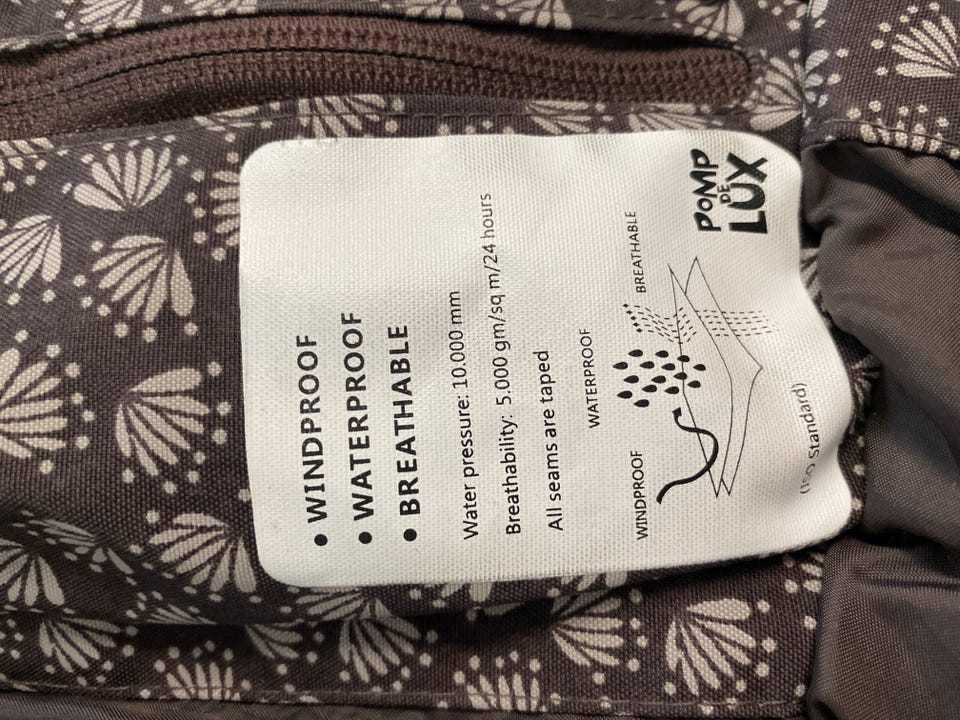 • WINDPROOF
• WATERPROOF
• BREATHABLE
Water pressure: 10.000 mm
Breathability: 5.000 gm/sq m/24 hours
All seams are taped
WINDPROOF
WATERPROOF
BREATHABLE
Standard)
POMP
DE
LUX